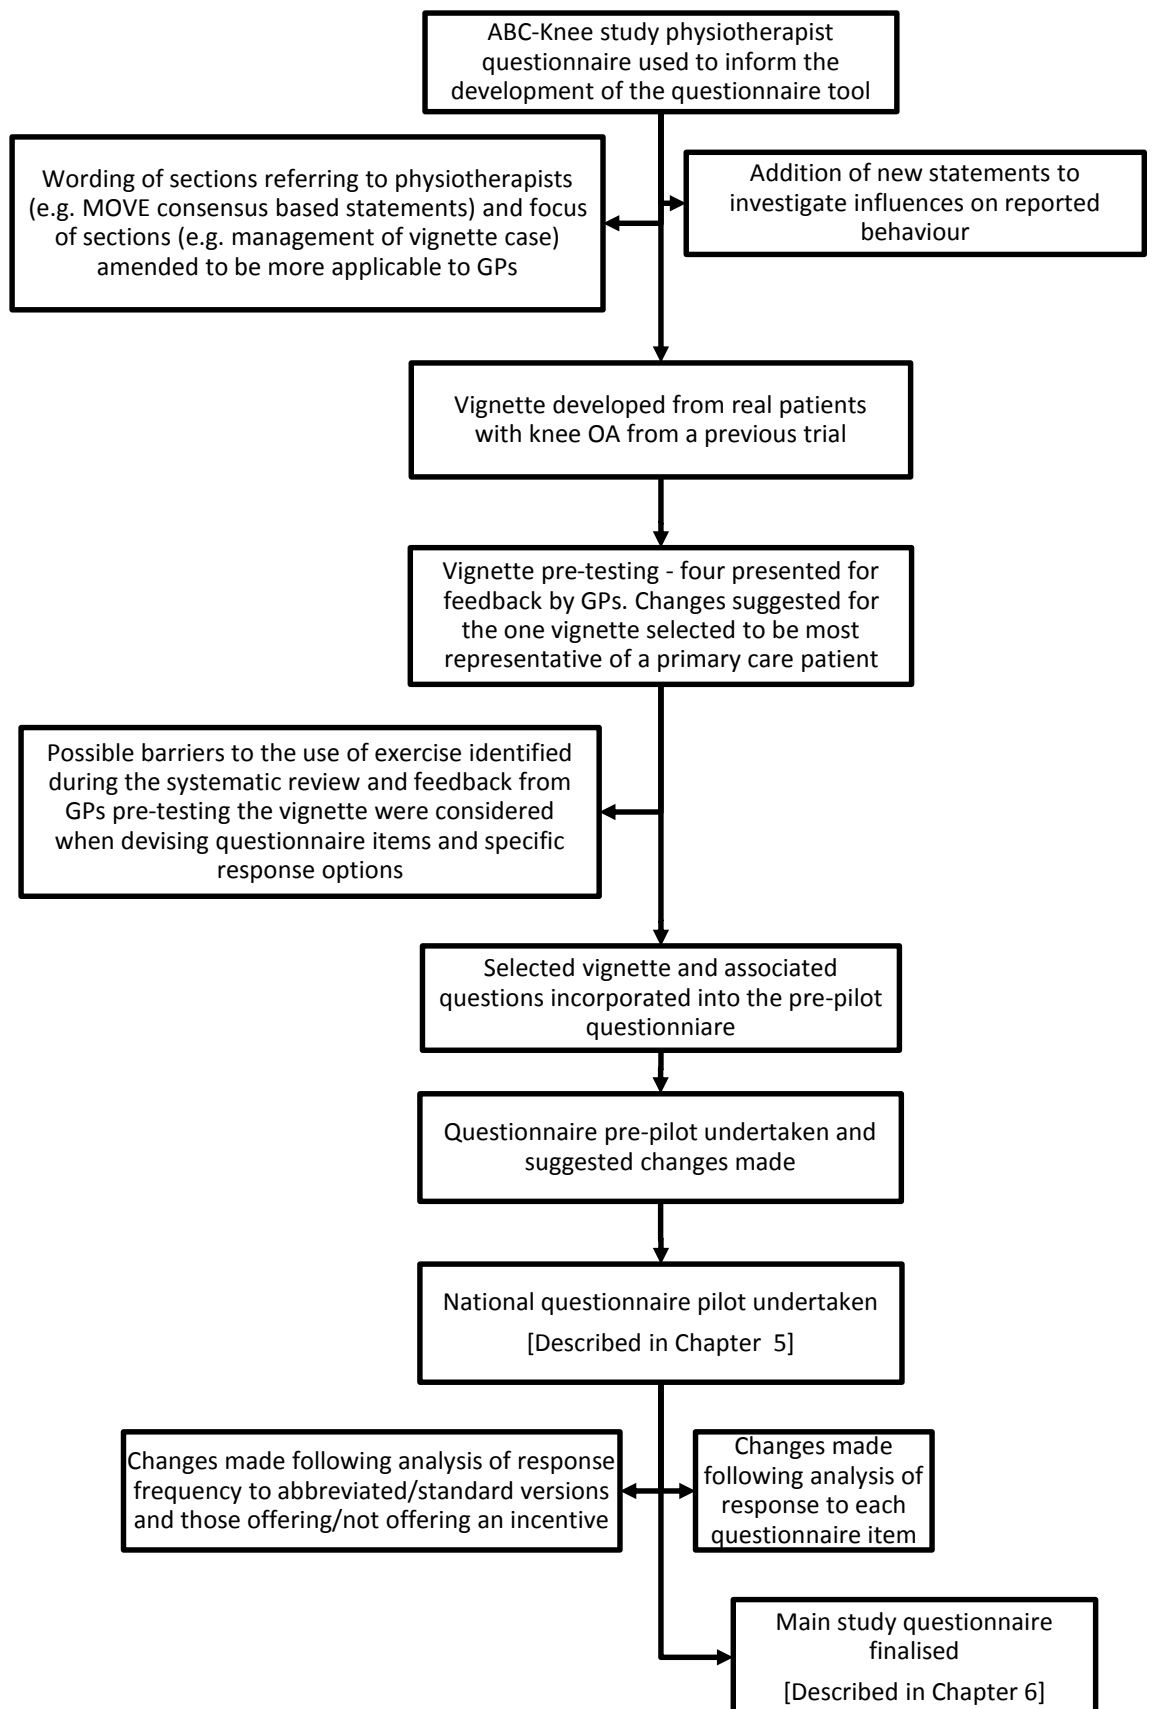 ABC-Knee study physiotherapist
questionnaire used to inform the
development of the questionnaire tool
Wording of sections referring to physiotherapists
(e.g. MOVE consensus based statements) and focus
of sections (e.g. management of vignette case)
amended to be more applicable to GPs
Addition of new statements to
investigate influences on reported
behaviour
Vignette developed from real patients
with knee OA from a previous trial
Vignette pre-testing - four presented for
feedback by GPs. Changes suggested for
the one vignette selected to be most
representative of a primary care patient
Possible barriers to the use of exercise identified
during the systematic review and feedback from
GPs pre-testing the vignette were considered
when devising questionnaire items and specific
response options
Selected vignette and associated
questions incorporated into the pre-pilot
questionniare
Questionnaire pre-pilot undertaken and
suggested changes made
National questionnaire pilot undertaken
[Described in Chapter 5]
Changes made following analysis of response
frequency to abbreviated/standard versions
and those offering/not offering an incentive
Changes made
following analysis of
response to each
questionnaire item
Main study questionnaire
finalised
[Described in Chapter 6]